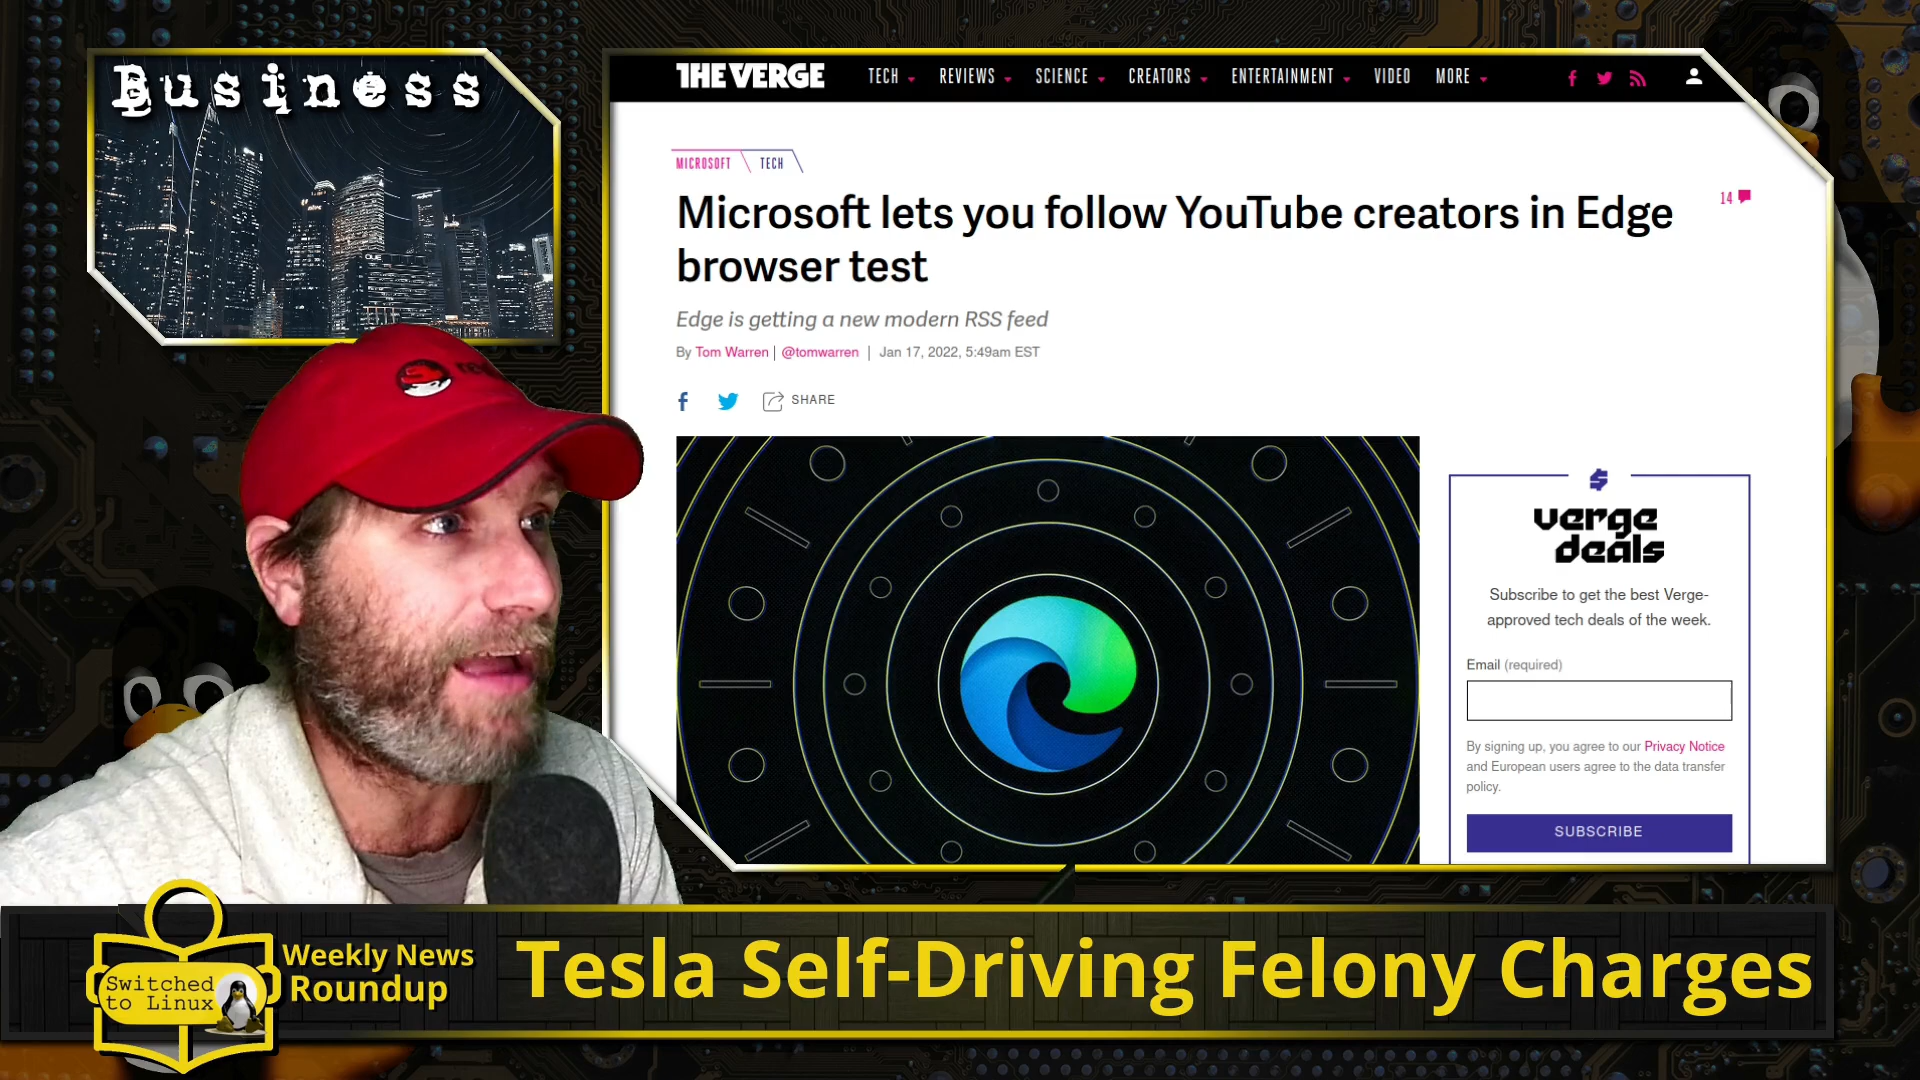 Business
THE VERGE
TECH REVIEWS SCIENCE CREATORS ENTERTAINMENT VIDEO MORE
MICROSOFT TECH
Microsoft lets you follow YouTube creators in Edge
browser test
14
Edge is getting a new modern RSS feed
By Tom Warren | @tomwarren | Jan 17, 2022, 5:49am EST
SHARE
verge
deals
Subscribe to get the best Verge-
approved tech deals of the week.
Email (required)
By signing up, you agree to our Privacy Notice
and European users agree to the data transfer
policy.
SUBSCRIBE
Switched
to Linux
Weekly News
Roundup
Tesla Self-Driving Felony Charges